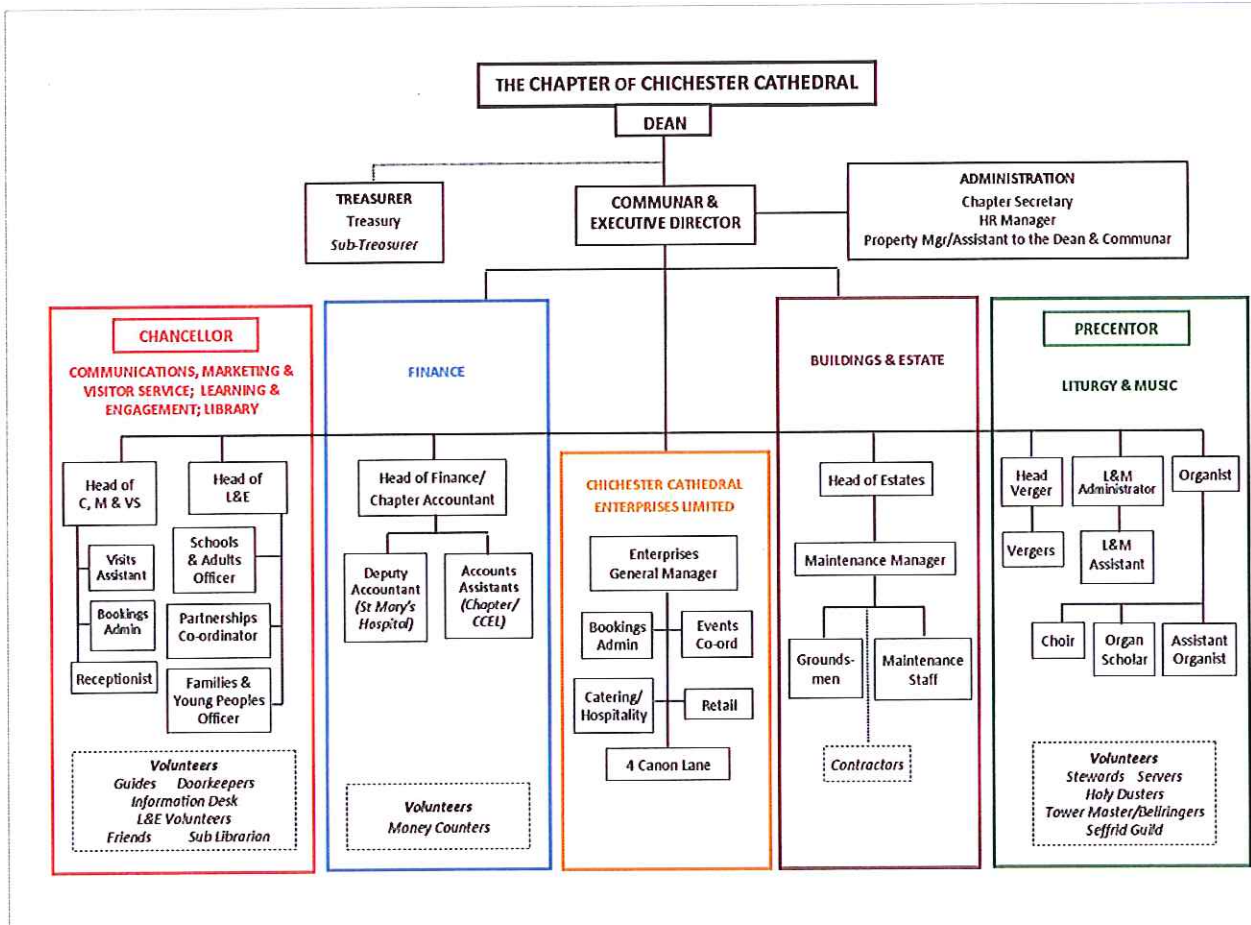 THE CHAPTER OF CHICHESTER CATHEDRAL
DEAN
TREASURER
Treasury
Sub-Treasurer
COMMUNAR &
EXECUTIVE DIRECTOR
ADMINISTRATION
Chapter Secretary
HR Manager
Property Mgr/Assistant to the Dean & Communar
CHANCELLOR
COMMUNICATIONS, MARKETING &
VISITOR SERVICE; LEARNING &
ENGAGEMENT; LIBRARY
Head of
C, M & VS
Visits
Assistant
Bookings
Admin
Receptionist
Head of
L&E
Schools
& Adults
Officer
Partnerships
Co-ordinator
Families &
Young Peoples
Officer
Volunteers
Guides Doorkeepers
Information Desk
L&E Volunteers
Friends Sub Librarian
FINANCE
Head of Finance/
Chapter Accountant
Deputy
Accountant
(St Mary's
Hospital)
Accounts
Assistants
(Chapter/
CCEL)
Volunteers
Money Counters
CHICHESTER CATHEDRAL
ENTERPRISES LIMITED
Enterprises
General Manager
Bookings
Admin
Events
Co-ord
Catering/
Hospitality
Retail
4 Canon Lane
BUILDINGS & ESTATE
Head of Estates
Maintenance Manager
Grounds-
men
Maintenance
Staff
Contractors
PRECENTOR
LITURGY & MUSIC
Head
Verger
Vergers
L&M
Administrator
L&M
Assistant
Organist
Choir
Organ
Scholar
Assistant
Organist
Volunteers
Stewards Servers
Holy Dusters
Tower Master/Bellringers
Seffrid Guild